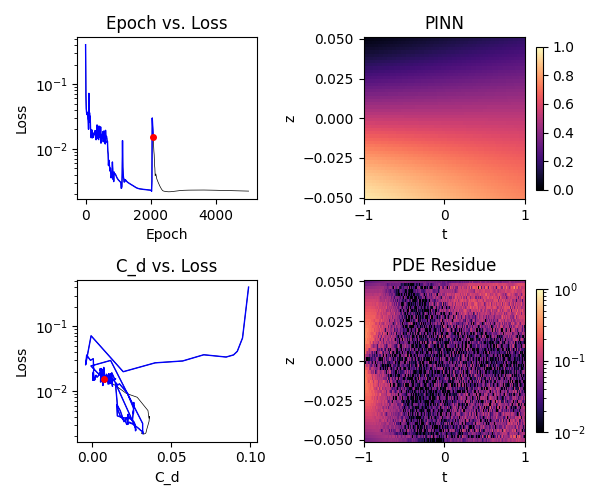 Epoch vs. Loss
10⁻¹
10⁻²
Loss
0
2000
4000
Epoch
PINN
0.050
0.025
0.000
−0.025
−0.050
z
−1
0
1
t
1.0
0.8
0.6
0.4
0.2
0.0
C_d vs. Loss
10⁻¹
10⁻²
Loss
0.00
0.05
0.10
C_d
PDE Residue
0.050
0.025
0.000
−0.025
−0.050
z
−1
0
1
t
10⁰
10⁻¹
10⁻²